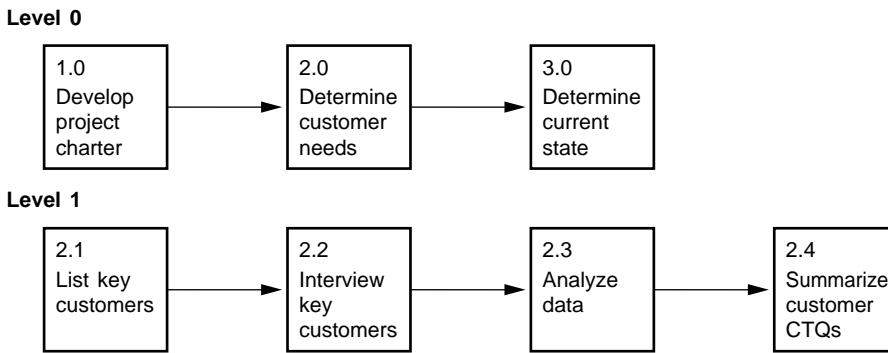 Level 0
1.0
Develop
project
charter
2.0
Determine
customer
needs
3.0
Determine
current
state
Level 1
2.1
List key
customers
2.2
Interview
key
customers
2.3
Analyze
data
2.4
Summarize
customer
CTQs